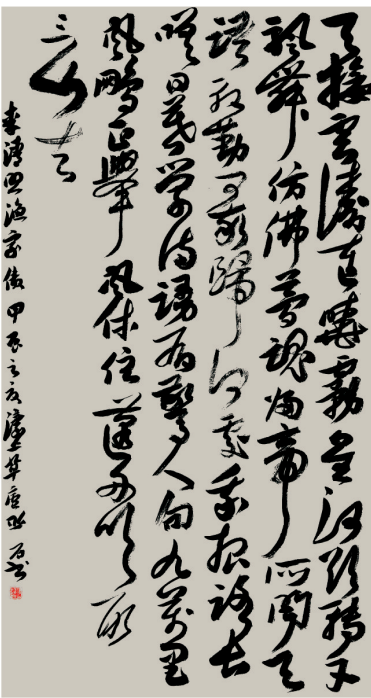 天接雲濤連曉霧星河欲轉千
帆舞仿佛夢魂歸帝所聞天
語殷勤問我歸何處我報路長
嗟日暮學詩謾有驚人句九萬里
風鵬正舉風休住蓬舟吹取
三山去
李清照漁家傲 甲辰之夏